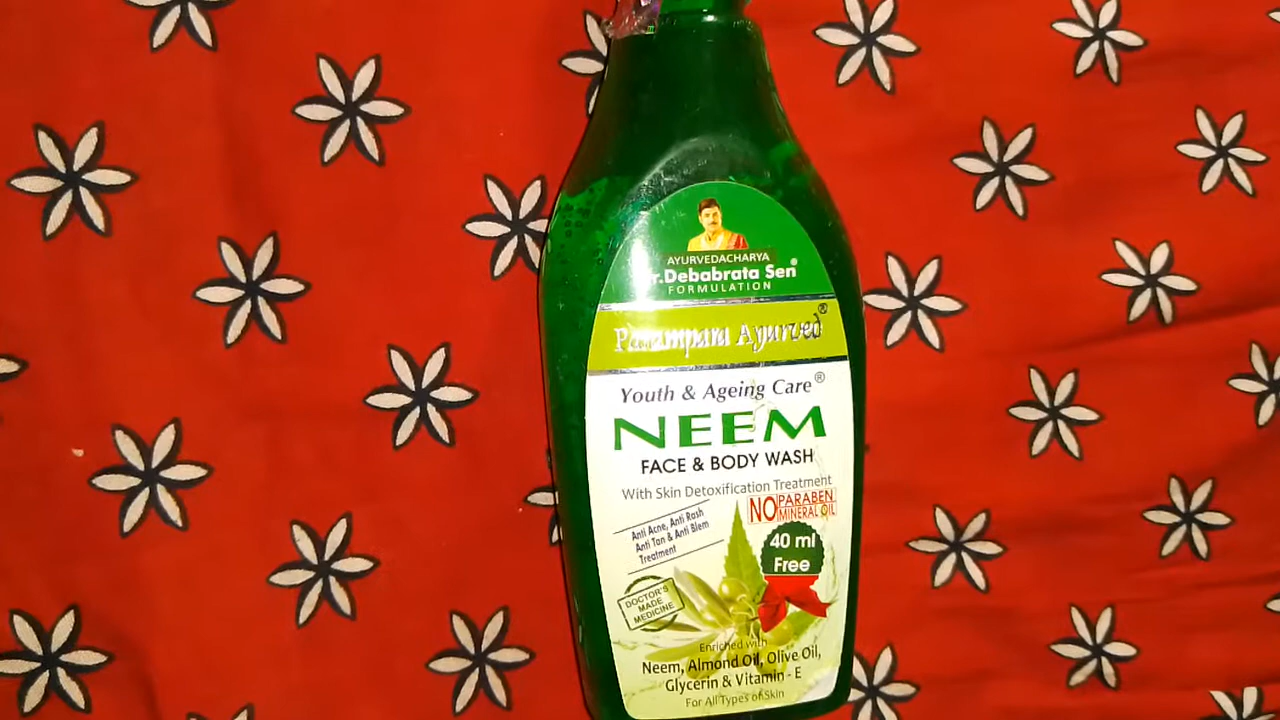 AYURVEDACHARYA
r.Debabrata Sen®
FORMULATION
Parampara Ayurved®
Youth & Ageing Care®
NEEM
FACE & BODY WASH
With Skin Detoxification Treatment
NO PARABEN
MINERAL OIL
Anti Acne, Anti Rash
Anti Tan & Anti Blem
Treatment
40 ml
Free
DOCTOR'S
MADE
MEDICINE
Enriched with
Neem, Almond Oil, Olive Oil,
Glycerin & Vitamin - E
For All Types of Skin